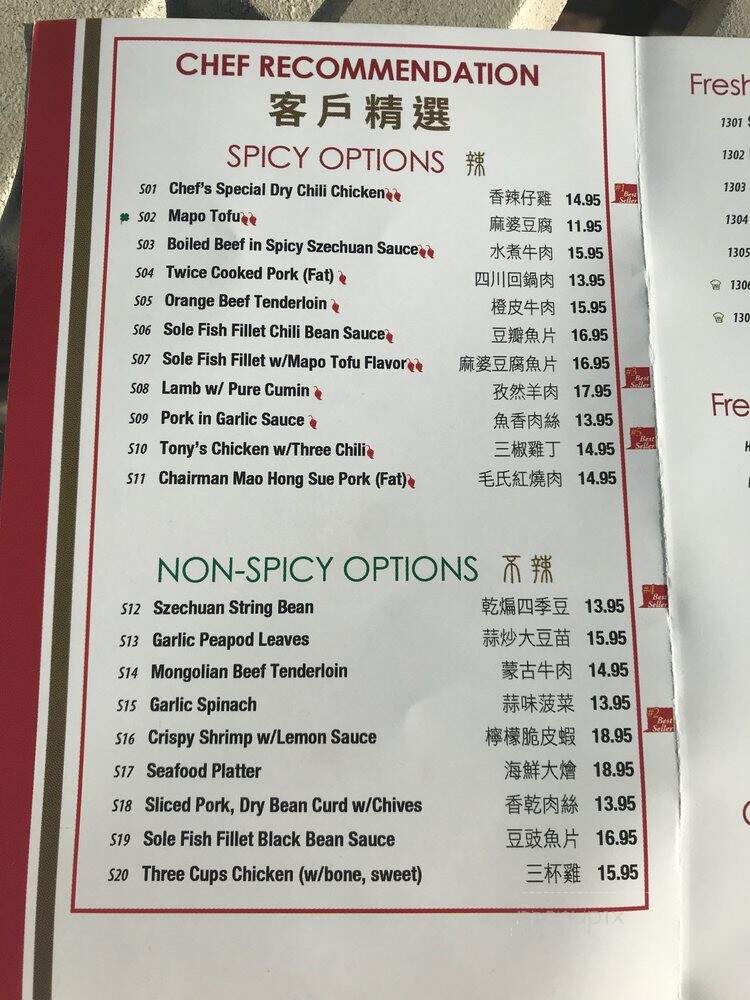 CHEF RECOMMENDATION
客戶精選
SPICY OPTIONS 辣
S01 Chef's Special Dry Chili Chicken 香辣仔雞 14.95 #1 Best Seller
S02 Mapo Tofu 麻婆豆腐 11.95
S03 Boiled Beef in Spicy Szechuan Sauce 水煮牛肉 15.95
S04 Twice Cooked Pork (Fat) 四川回鍋肉 13.95
S05 Orange Beef Tenderloin 橙皮牛肉 15.95
S06 Sole Fish Fillet Chili Bean Sauce 豆瓣魚片 16.95
S07 Sole Fish Fillet w/Mapo Tofu Flavor 麻婆豆腐魚片 16.95
S08 Lamb w/ Pure Cumin 孜然羊肉 17.95 #3 Best Seller
S09 Pork in Garlic Sauce 魚香肉絲 13.95
S10 Tony's Chicken w/Three Chili 三椒雞丁 14.95 #5 Best Seller
S11 Chairman Mao Hong Sue Pork (Fat) 毛氏紅燒肉 14.95
NON-SPICY OPTIONS 不辣
S12 Szechuan String Bean 乾煸四季豆 13.95 #4 Best Seller
S13 Garlic Peapod Leaves 蒜炒大豆苗 15.95
S14 Mongolian Beef Tenderloin 蒙古牛肉 14.95
S15 Garlic Spinach 蒜味菠菜 13.95
S16 Crispy Shrimp w/Lemon Sauce 檸檬脆皮蝦 18.95 #2 Best Seller
S17 Seafood Platter 海鮮大燴 18.95
S18 Sliced Pork, Dry Bean Curd w/Chives 香乾肉絲 13.95
S19 Sole Fish Fillet Black Bean Sauce 豆豉魚片 16.95
S20 Three Cups Chicken (w/bone, sweet) 三杯雞 15.95
Fresh
1301
1302
1303
1304
1305
1306
130
Fre